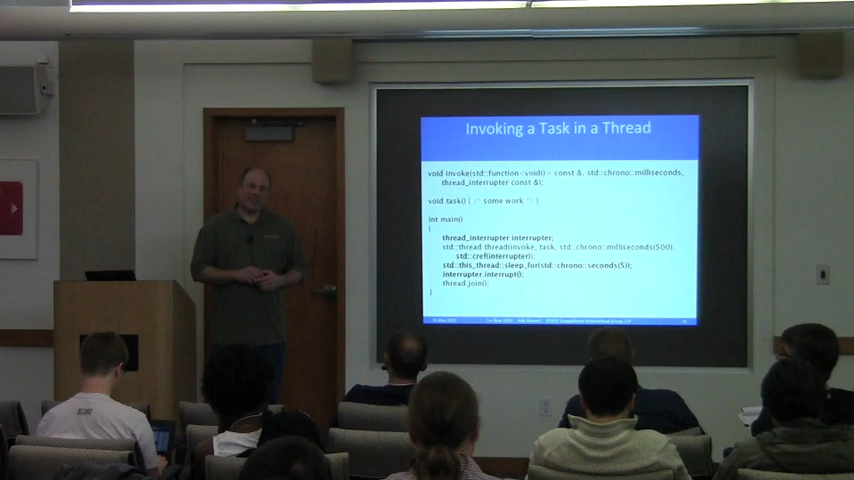 Invoking a Task in a Thread
void invoke(std::function<void()> const &, std::chrono::milliseconds,
thread_interrupter const &);
void task() { /* some work */ }
int main()
{
thread_interrupter interrupter;
std::thread thread(invoke, task, std::chrono::milliseconds(500),
std::cref(interrupter));
std::this_thread::sleep_for(std::chrono::seconds(5));
interrupter.interrupt();
thread.join();
}